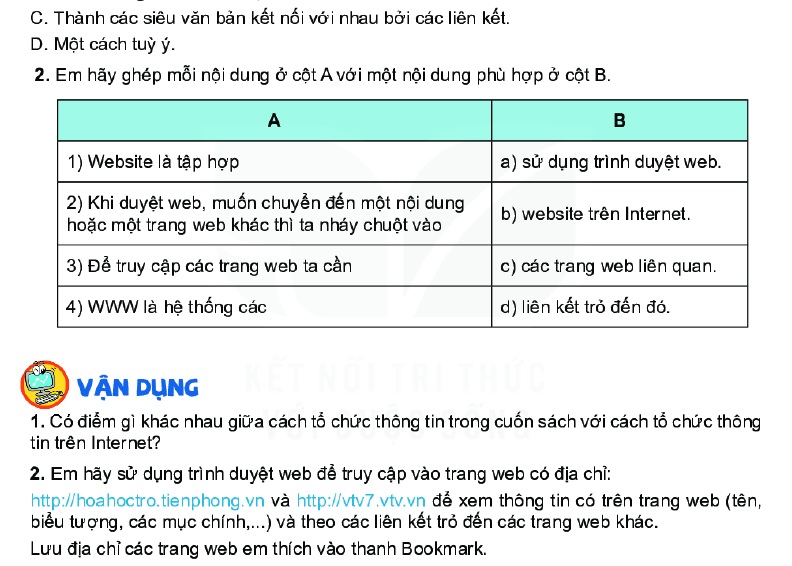 C. Thành các siêu văn bản kết nối với nhau bởi các liên kết.
D. Một cách tuỳ ý.
2. Em hãy ghép mỗi nội dung ở cột A với một nội dung phù hợp ở cột B.
A
B
1) Website là tập hợp
a) sử dụng trình duyệt web.
2) Khi duyệt web, muốn chuyển đến một nội dung
hoặc một trang web khác thì ta nháy chuột vào
b) website trên Internet.
3) Để truy cập các trang web ta cần
c) các trang web liên quan.
4) WWW là hệ thống các
d) liên kết trỏ đến đó.
VẬN DỤNG
KẾT NỐI TRI THỨC
VỚI CUỘC SỐNG
1. Có điểm gì khác nhau giữa cách tổ chức thông tin trong cuốn sách với cách tổ chức thông
tin trên Internet?
2. Em hãy sử dụng trình duyệt web để truy cập vào trang web có địa chỉ:
http://hoahoctro.tienphong.vn và http://vtv7.vtv.vn để xem thông tin có trên trang web (tên,
biểu tượng, các mục chính,...) và theo các liên kết trỏ đến các trang web khác.
Lưu địa chỉ các trang web em thích vào thanh Bookmark.